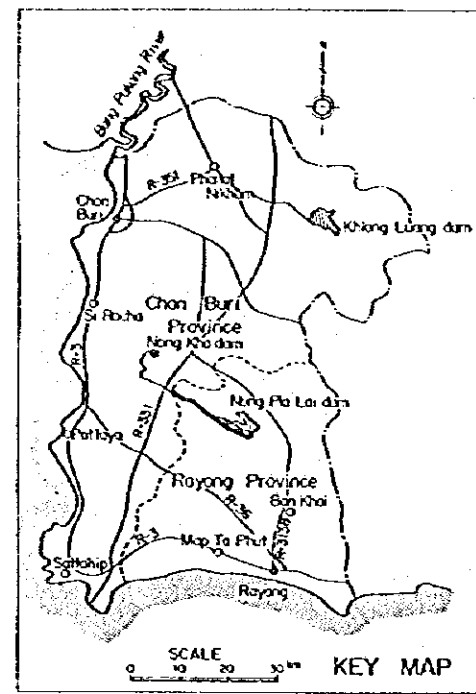 Bang Pakong River
R-351
Phanat
Nikhom
Chon
Buri
Khlong Luang dam
Si Racha
Chon Buri
Province
Nong Kho dam
R-3
R-331
Nong Pla Lai dam
Pattaya
Rayong Province
R-36
Ban Khai
R-3138
R-3
Map Ta Phut
Sattahip
Rayong
SCALE
0 10 20 30 km
KEY MAP